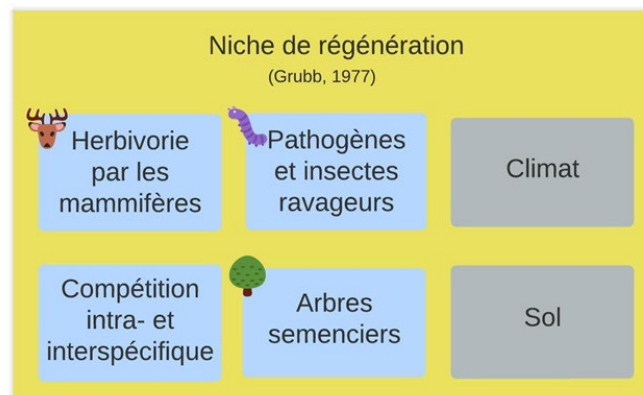 Niche de régénération
(Grubb, 1977)
Herbivorie
par les
mammifères
Pathogènes
et insectes
ravageurs
Climat
Compétition
intra- et
interspécifique
Arbres
semenciers
Sol